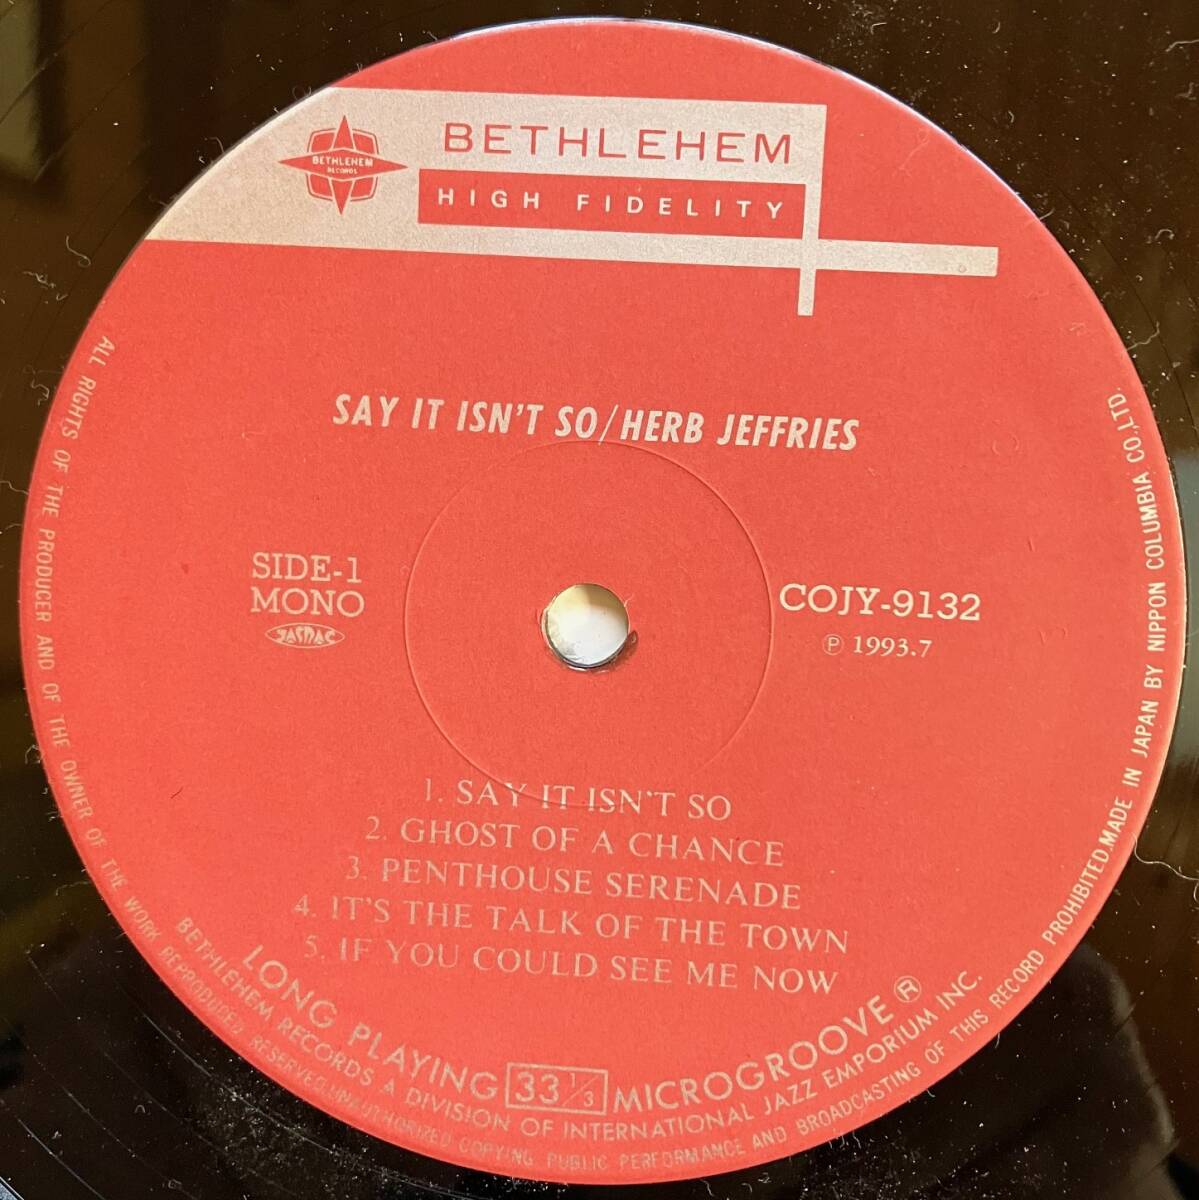 BETHLEHEM
RECORDS
BETHLEHEM
HIGH FIDELITY
SAY IT ISN'T SO/HERB JEFFRIES
SIDE-1
MONO
JASRAC
COJY-9132
Ⓟ 1993.7
1. SAY IT ISN'T SO
2. GHOST OF A CHANCE
3. PENTHOUSE SERENADE
4. IT'S THE TALK OF THE TOWN
5. IF YOU COULD SEE ME NOW
LONG PLAYING 33 1/3 MICROGROOVE ®
BETHLEHEM RECORDS A DIVISION OF INTERNATIONAL JAZZ EMPORIUM INC.
ALL RIGHTS OF THE PRODUCER AND OF THE OWNER OF THE WORK REPRODUCED RESERVED.UNAUTHORIZED COPYING PUBLIC PERFORMANCE AND BROADCASTING OF THIS RECORD PROHIBITED.MADE IN JAPAN BY NIPPON COLUMBIA CO.,LTD.